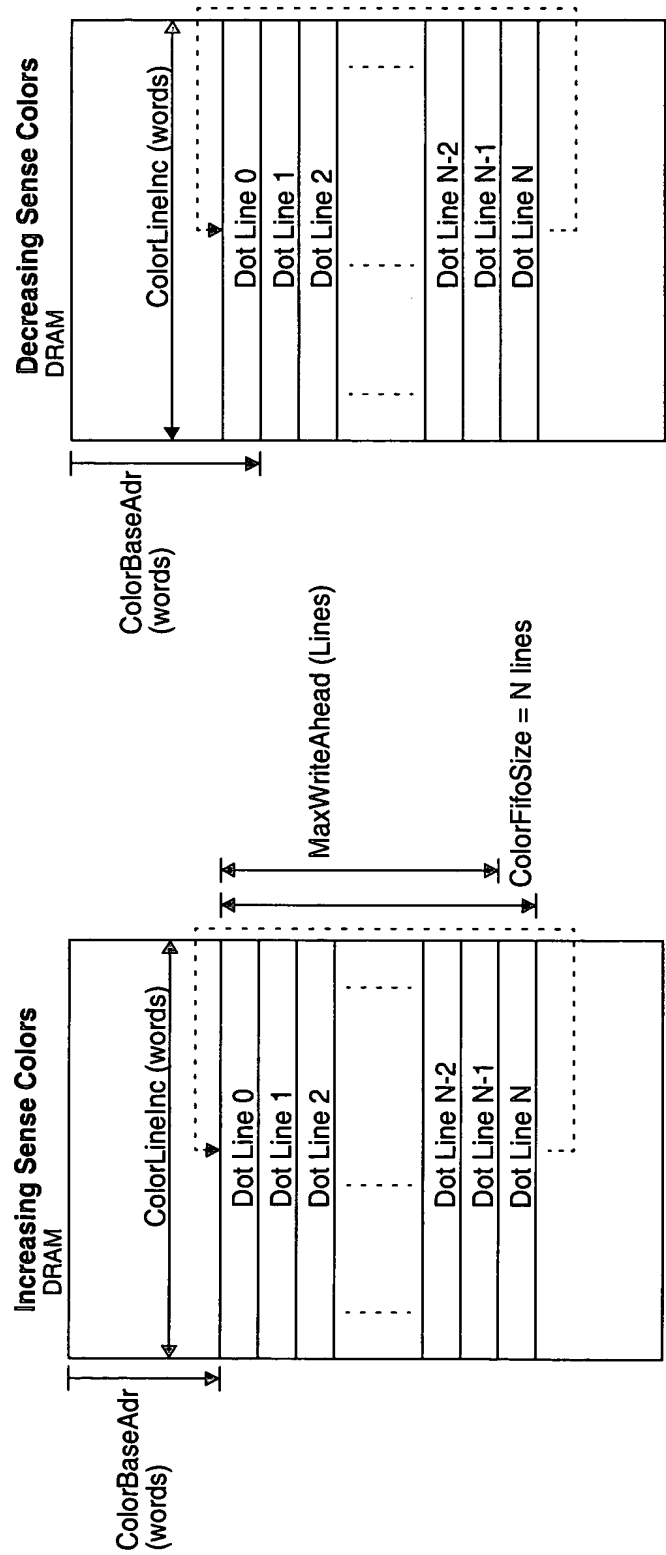 Increasing Sense Colors
DRAM
ColorBaseAdr
(words)
ColorLineInc (words)
Dot Line 0
Dot Line 1
Dot Line 2
Dot Line N-2
Dot Line N-1
Dot Line N
MaxWriteAhead (Lines)
ColorFifoSize = N lines
Decreasing Sense Colors
DRAM
ColorBaseAdr
(words)
ColorLineInc (words)
Dot Line 0
Dot Line 1
Dot Line 2
Dot Line N-2
Dot Line N-1
Dot Line N